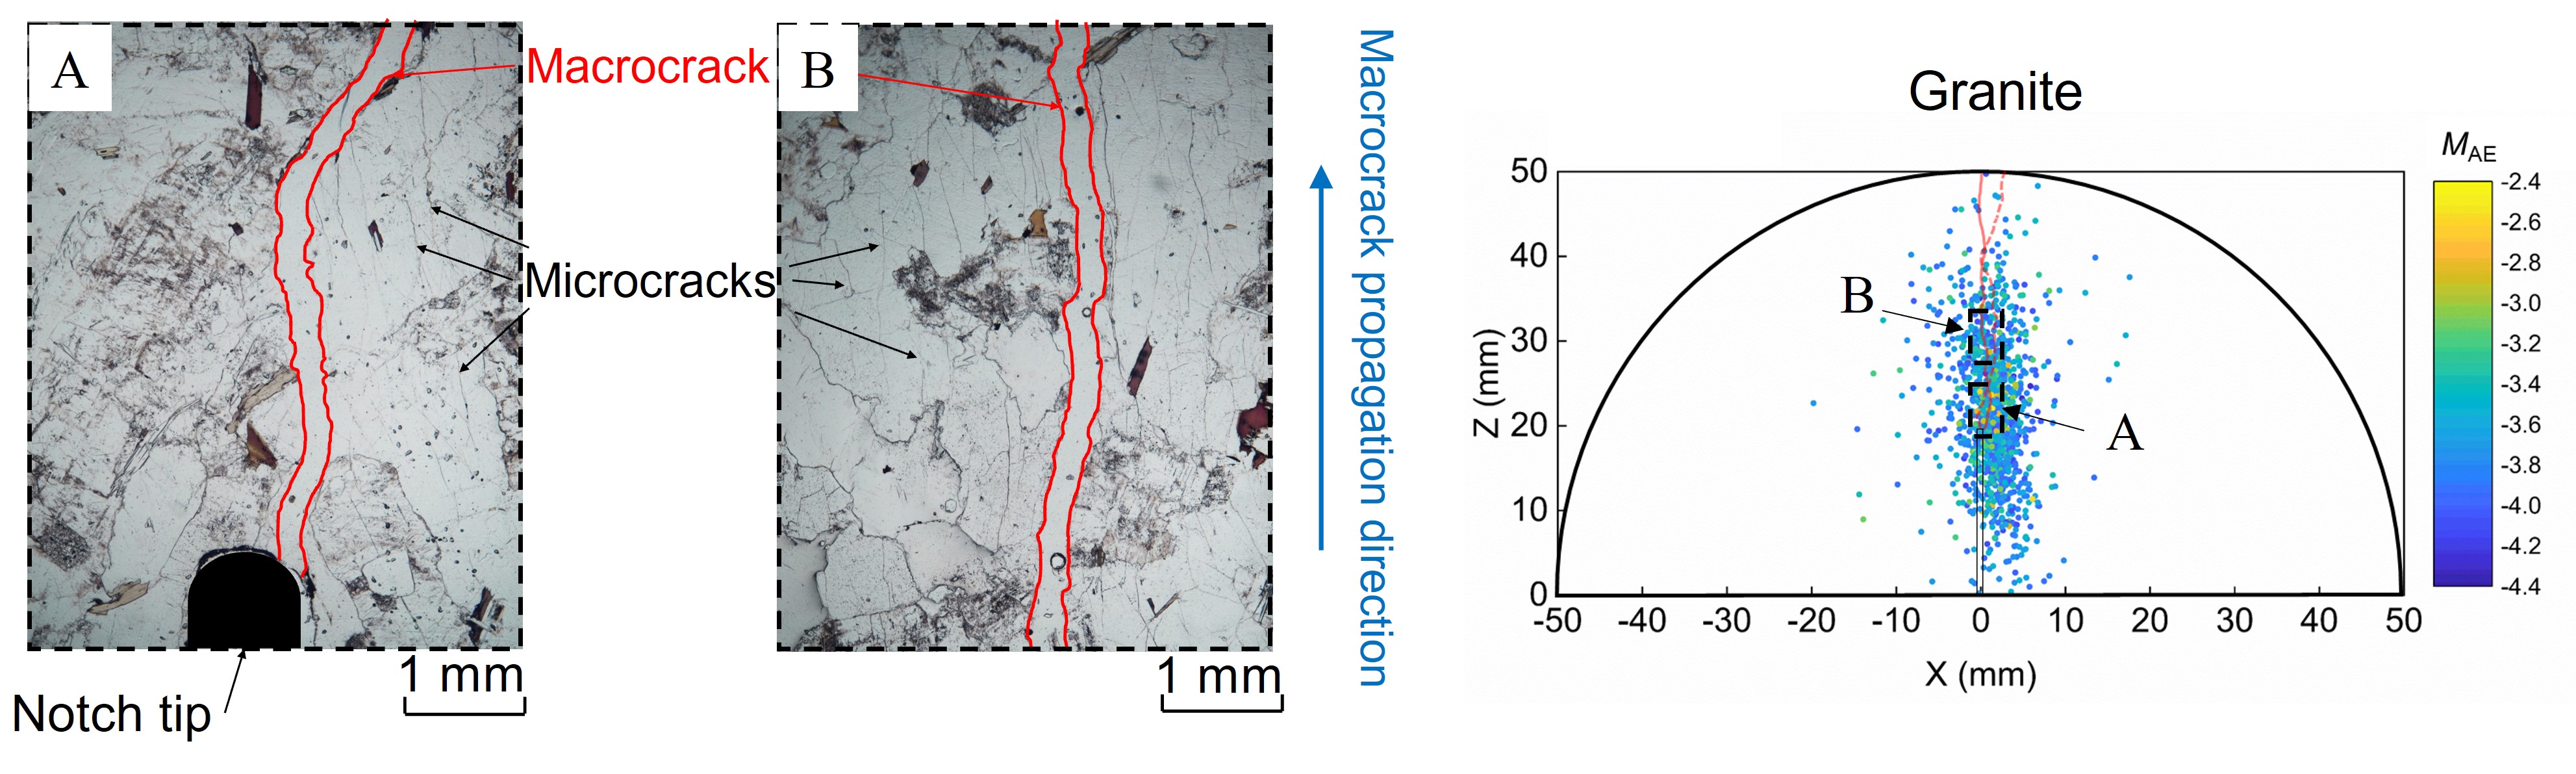 A
Macrocrack
Microcracks
Notch tip
1 mm
B
1 mm
Macrocrack propagation direction
Granite
Z (mm)
50
40
30
20
10
0
B
A
-50 -40 -30 -20 -10 0 10 20 30 40 50
X (mm)
MAE
-2.4
-2.6
-2.8
-3.0
-3.2
-3.4
-3.6
-3.8
-4.0
-4.2
-4.4